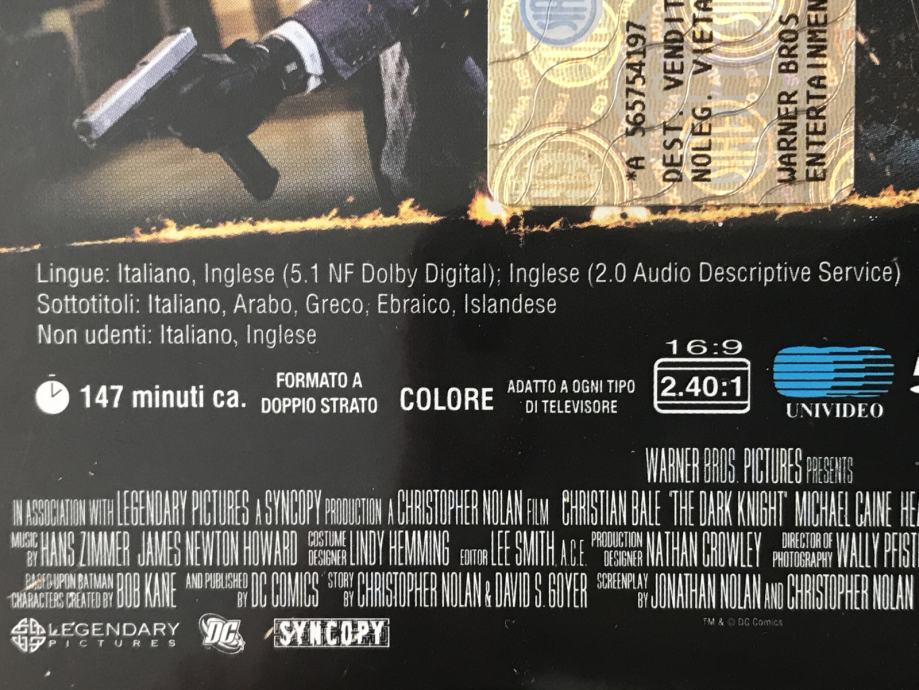 *A 565754197
DEST. VENDIT
NOLEG. VIETA
WARNER BROS
ENTERTAINMEN
Lingue: Italiano, Inglese (5.1 NF Dolby Digital); Inglese (2.0 Audio Descriptive Service)
Sottotitoli: Italiano, Arabo, Greco, Ebraico, Islandese
Non udenti: Italiano, Inglese
147 minuti ca.
FORMATO A
DOPPIO STRATO
COLORE
ADATTO A OGNI TIPO
DI TELEVISORE
16:9
2.40:1
UNIVIDEO
WARNER BROS. PICTURES PRESENTS
IN ASSOCIATION WITH LEGENDARY PICTURES A SYNCOPY PRODUCTION A CHRISTOPHER NOLAN FILM CHRISTIAN BALE "THE DARK KNIGHT" MICHAEL CAINE HE
MUSIC BY HANS ZIMMER JAMES NEWTON HOWARD COSTUME DESIGNER LINDY HEMMING EDITOR LEE SMITH, A.C.E. PRODUCTION DESIGNER NATHAN CROWLEY DIRECTOR OF PHOTOGRAPHY WALLY PFIST
BASED UPON BATMAN CHARACTERS CREATED BY BOB KANE AND PUBLISHED BY DC COMICS STORY BY CHRISTOPHER NOLAN & DAVID S. GOYER SCREENPLAY BY JONATHAN NOLAN AND CHRISTOPHER NOLAN
TM & © DC Comics
LEGENDARY
PICTURES
DC
SYNCOPY